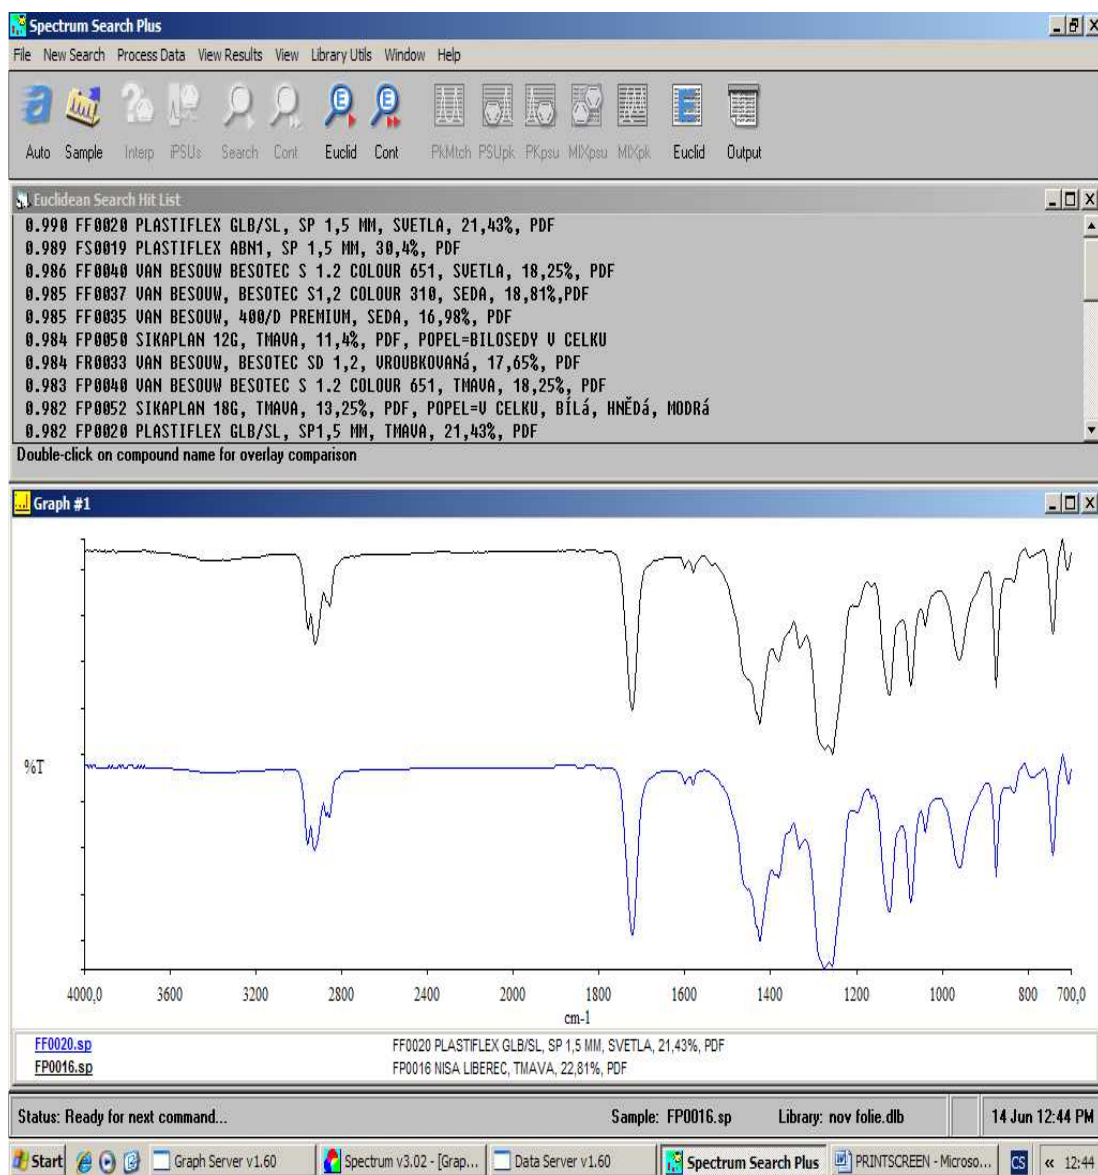 Spectrum Search Plus
File New Search Process Data View Results View Library Utils Window Help
Auto Sample Interp iPSUs Search Cont Euclid Cont PkMtch PSUpk PKpsu MIXpsu MIXpk Euclid Output
Euclidean Search Hit List
0.990 FF0020 PLASTIFLEX GLB/SL, SP 1,5 MM, SVETLA, 21,43%, PDF
0.989 FS0019 PLASTIFLEX ABN1, SP 1,5 MM, 30,4%, PDF
0.986 FF0040 VAN BESOUW BESOTEC S 1.2 COLOUR 651, SVETLA, 18,25%, PDF
0.985 FF0037 VAN BESOUW, BESOTEC S1,2 COLOUR 310, SEDA, 18,81%,PDF
0.985 FF0035 VAN BESOUW, 400/D PREMIUM, SEDA, 16,98%, PDF
0.984 FP0050 SIKAPLAN 12G, TMAVA, 11,4%, PDF, POPEL=BILOSEDY V CELKU
0.984 FR0033 VAN BESOUW, BESOTEC SD 1,2, VROUBKOVANá, 17,65%, PDF
0.983 FP0040 VAN BESOUW BESOTEC S 1.2 COLOUR 651, TMAVA, 18,25%, PDF
0.982 FP0052 SIKAPLAN 18G, TMAVA, 13,25%, PDF, POPEL=V CELKU, BÍLá, HNĚDá, MODRá
0.982 FP0020 PLASTIFLEX GLB/SL, SP1,5 MM, TMAVA, 21,43%, PDF
Double-click on compound name for overlay comparison
Graph #1
%T
4000,0 3600 3200 2800 2400 2000 1800 1600 1400 1200 1000 800 700,0
cm-1
FF0020.sp FF0020 PLASTIFLEX GLB/SL, SP 1,5 MM, SVETLA, 21,43%, PDF
FP0016.sp FP0016 NISA LIBEREC, TMAVA, 22,81%, PDF
Status: Ready for next command... Sample: FP0016.sp Library: nov folie.dlb 14 Jun 12:44 PM
Start Graph Server v1.60 Spectrum v3.02 - [Grap... Data Server v1.60 Spectrum Search Plus PRINTSCREEN - Microso... CS « 12:44